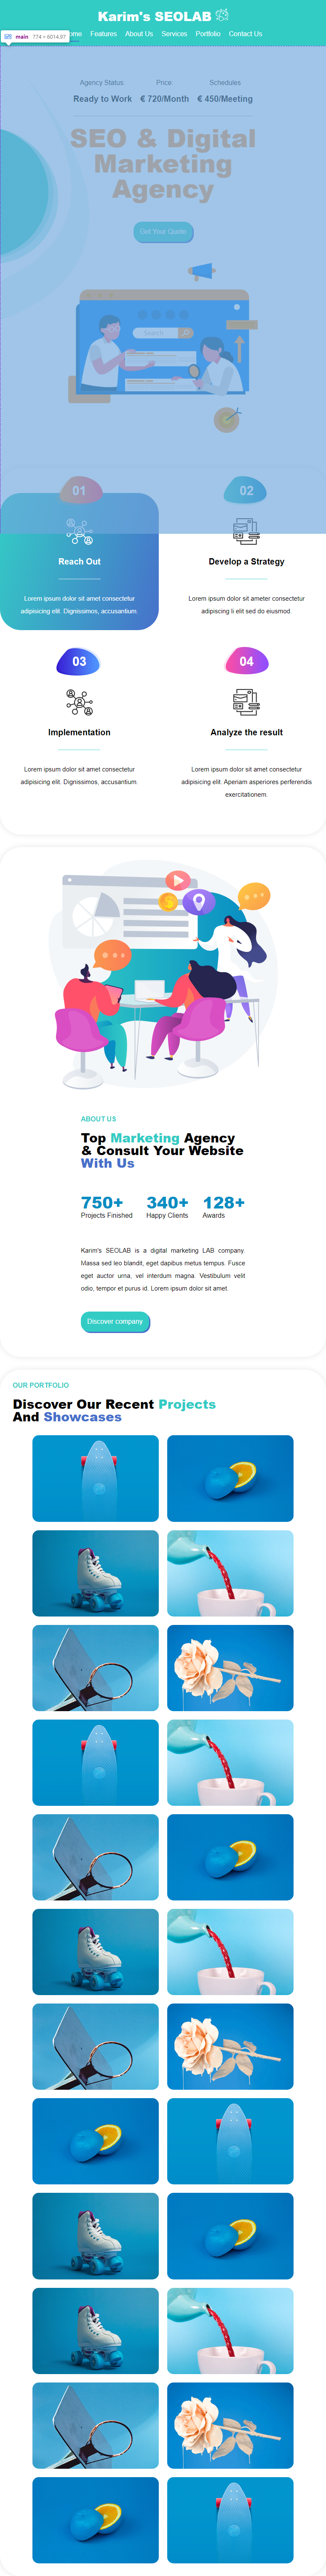 Karim's SEOLAB
main 774 × 6014.97
Home Features About Us Services Portfolio Contact Us
Agency Status: Price: Schedules
Ready to Work € 720/Month € 450/Meeting
SEO & Digital
Marketing
Agency
Get Your Quote
Search
01 02
Reach Out
Develop a Strategy
Lorem ipsum dolor sit amet consectetur
adipisicing elit. Dignissimos, accusantium.
Lorem ipsum dolor sit ameter consectetur
adipiscing li elit sed do eiusmod.
03 04
Implementation
Analyze the result
Lorem ipsum dolor sit amet consectetur
adipisicing elit. Dignissimos, accusantium.
Lorem ipsum dolor sit amet consectetur
adipisicing elit. Aperiam asperiores perferendis
exercitationem.
ABOUT US
Top Marketing Agency
& Consult Your Website
With Us
750+ 340+ 128+
Projects Finished Happy Clients Awards
Karim's SEOLAB is a digital marketing LAB company.
Massa sed leo blandit, eget dapibus metus tempus. Fusce
eget auctor urna, vel interdum magna. Vestibulum velit
odio, tempor et purus id. Lorem ipsum dolor sit amet.
Discover company
OUR PORTFOLIO
Discover Our Recent Projects
And Showcases